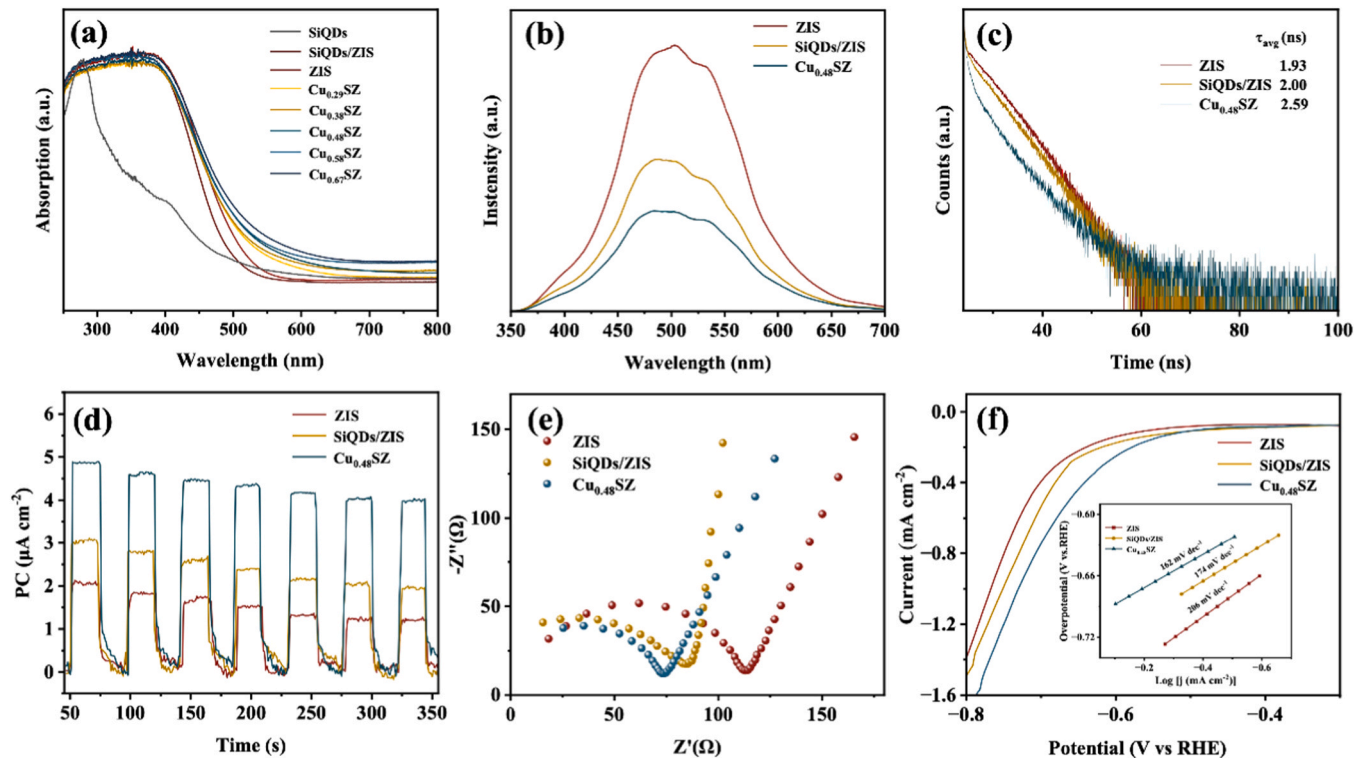 (a)
SiQDs
SiQDs/ZIS
ZIS
Cu0.29SZ
Cu0.38SZ
Cu0.48SZ
Cu0.58SZ
Cu0.67SZ
Absorption (a.u.)
300 400 500 600 700 800
Wavelength (nm)
(b)
ZIS
SiQDs/ZIS
Cu0.48SZ
Instensity (a.u.)
350 400 450 500 550 600 650 700
Wavelength (nm)
(c)
τavg (ns)
ZIS 1.93
SiQDs/ZIS 2.00
Cu0.48SZ 2.59
Counts (a.u.)
40 60 80 100
Time (ns)
(d)
ZIS
SiQDs/ZIS
Cu0.48SZ
PC (μA cm⁻²)
6
5
4
3
2
1
0
50 100 150 200 250 300 350
Time (s)
(e)
ZIS
SiQDs/ZIS
Cu0.48SZ
-Z''(Ω)
150
100
50
0
0 50 100 150
Z'(Ω)
(f)
ZIS
SiQDs/ZIS
Cu0.48SZ
Current (mA cm⁻²)
0.0
−0.4
−0.8
−1.2
−1.6
−0.8 −0.6 −0.4
Potential (V vs RHE)
ZIS
SiQDs/ZIS
162 mV dec⁻¹
174 mV dec⁻¹
206 mV dec⁻¹
Overpotential (V vs.RHE)
−0.60
−0.66
−0.72
−0.2 −0.4 −0.6
Log [j (mA cm⁻²)]